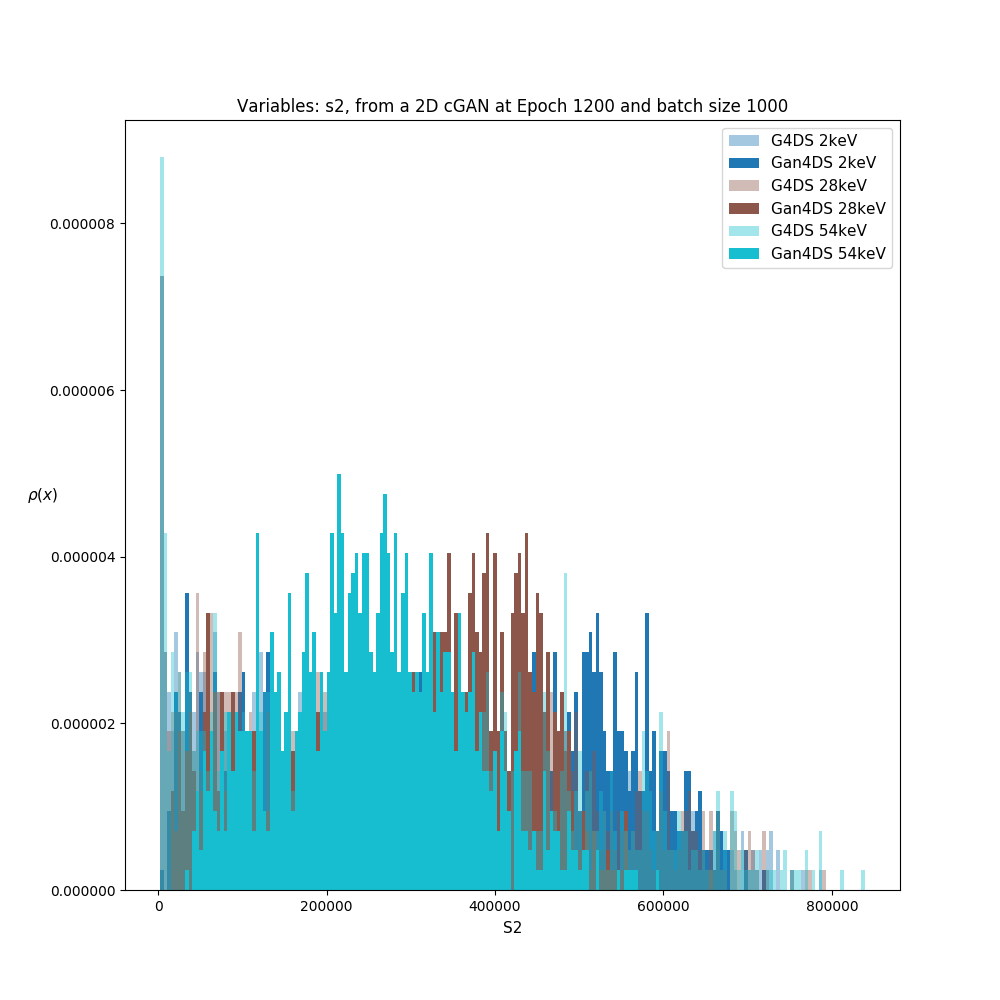 Variables: s2, from a 2D cGAN at Epoch 1200 and batch size 1000
G4DS 2keV
Gan4DS 2keV
G4DS 28keV
Gan4DS 28keV
G4DS 54keV
Gan4DS 54keV
0.000008
0.000006
ρ(x)
0.000004
0.000002
0.000000
0 200000 400000 600000 800000
S2